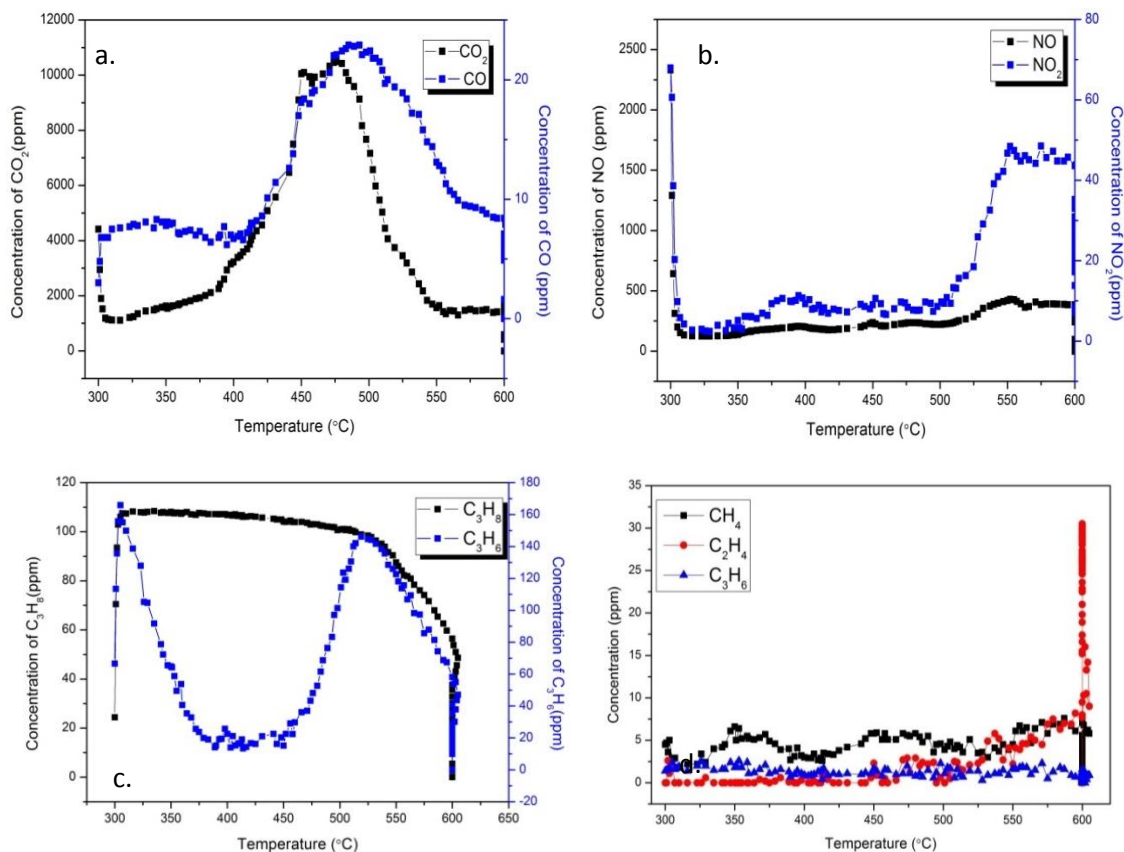 a.
CO2
CO
12000
10000
8000
6000
4000
2000
0
20
10
0
300 350 400 450 500 550 600
Concentration of CO2(ppm)
Concentration of CO (ppm)
Temperature (°C)
b.
NO
NO2
2500
2000
1500
1000
500
0
80
60
40
20
0
300 350 400 450 500 550 600
Concentration of NO (ppm)
Concentration of NO2(ppm)
Temperature (°C)
C3H8
C3H6
120
100
80
60
40
20
0
180
160
140
120
100
80
60
40
20
0
-20
300 350 400 450 500 550 600 650
Concentration of C3H8(ppm)
Concentration of C3H6(ppm)
c.
Temperature (°C)
CH4
C2H4
C3H6
35
30
25
20
15
10
5
0
300 350 400 450 500 550 600
Concentration (ppm)
d.
Temperature (°C)